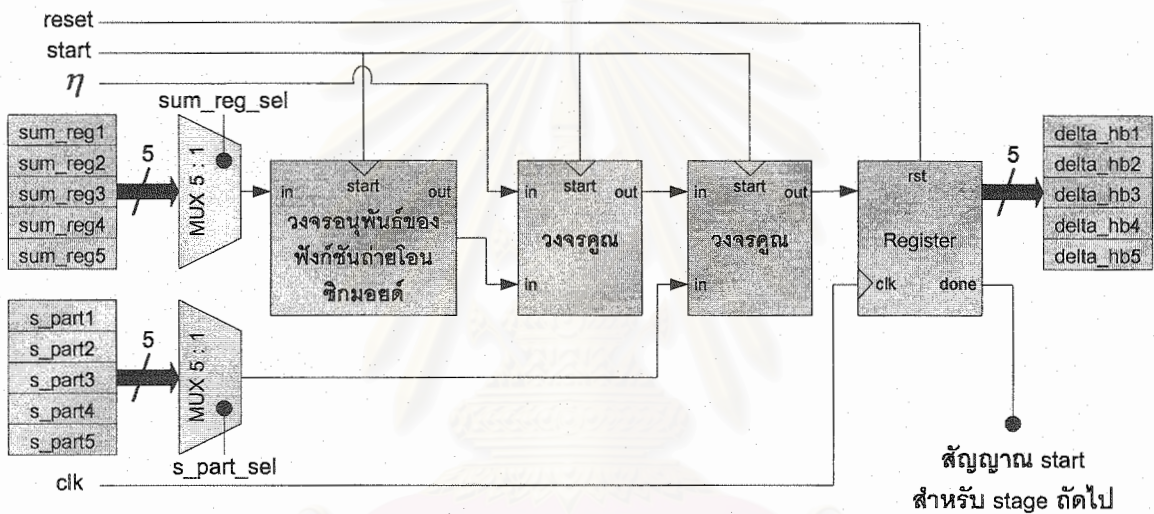 reset
start
η
sum_reg_sel
sum_reg1
sum_reg2
sum_reg3
sum_reg4
sum_reg5
5
MUX 5 : 1
in
start
out
วงจรอนุพันธ์ของ
ฟังก์ชันถ่ายโอน
ซิกมอยด์
in
start
out
วงจรคูณ
in
in
start
out
วงจรคูณ
in
rst
Register
clk
done
5
delta_hb1
delta_hb2
delta_hb3
delta_hb4
delta_hb5
s_part1
s_part2
s_part3
s_part4
s_part5
5
MUX 5 : 1
s_part_sel
clk
สัญญาณ start
สำหรับ stage ถัดไป